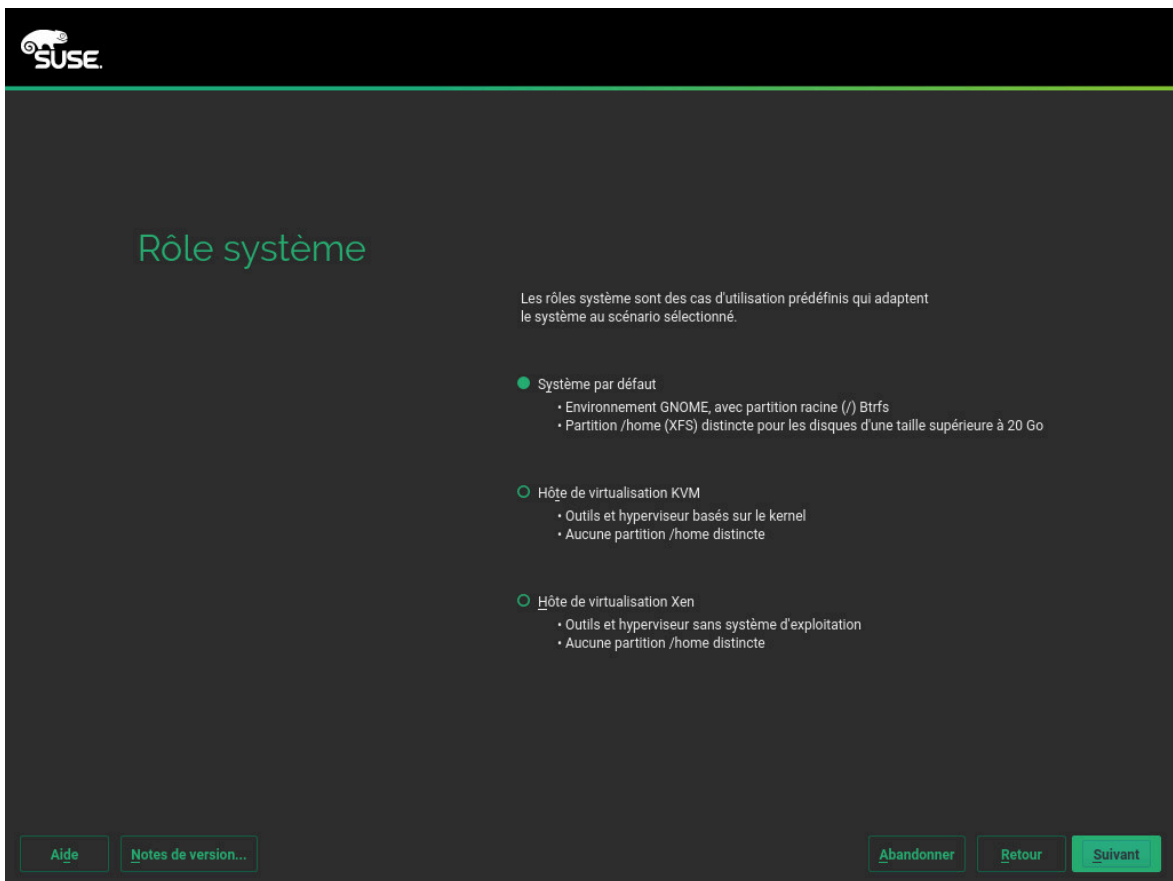 SUSE.
Rôle système
Les rôles système sont des cas d'utilisation prédéfinis qui adaptent
le système au scénario sélectionné.
Système par défaut
• Environnement GNOME, avec partition racine (/) Btrfs
• Partition /home (XFS) distincte pour les disques d'une taille supérieure à 20 Go
Hôte de virtualisation KVM
• Outils et hyperviseur basés sur le kernel
• Aucune partition /home distincte
Hôte de virtualisation Xen
• Outils et hyperviseur sans système d'exploitation
• Aucune partition /home distincte
Aide
Notes de version...
Abandonner
Retour
Suivant